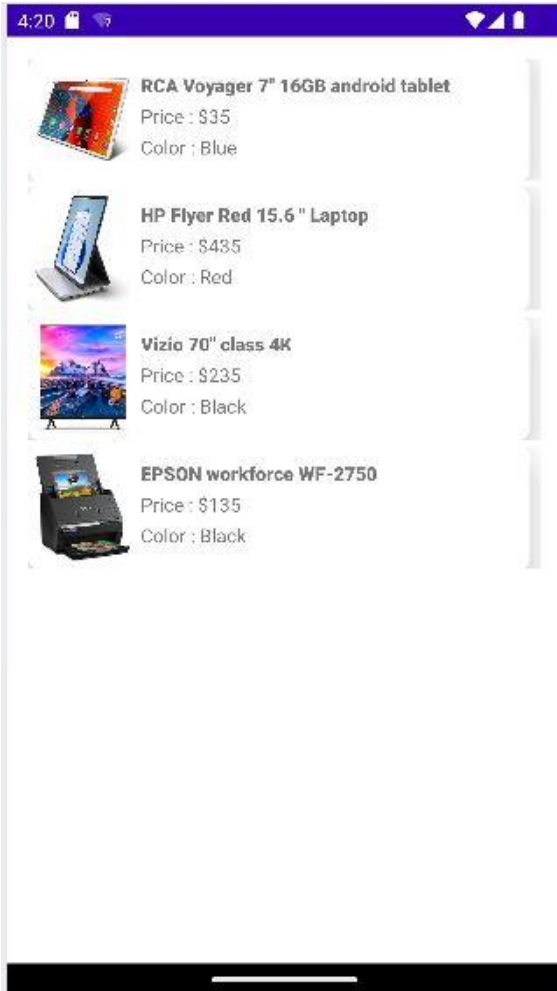 4:20
RCA Voyager 7" 16GB android tablet
Price : $35
Color : Blue
HP Flyer Red 15.6 " Laptop
Price : $435
Color : Red
Vizio 70" class 4K
Price : $235
Color : Black
EPSON workforce WF-2750
Price : $135
Color : Black